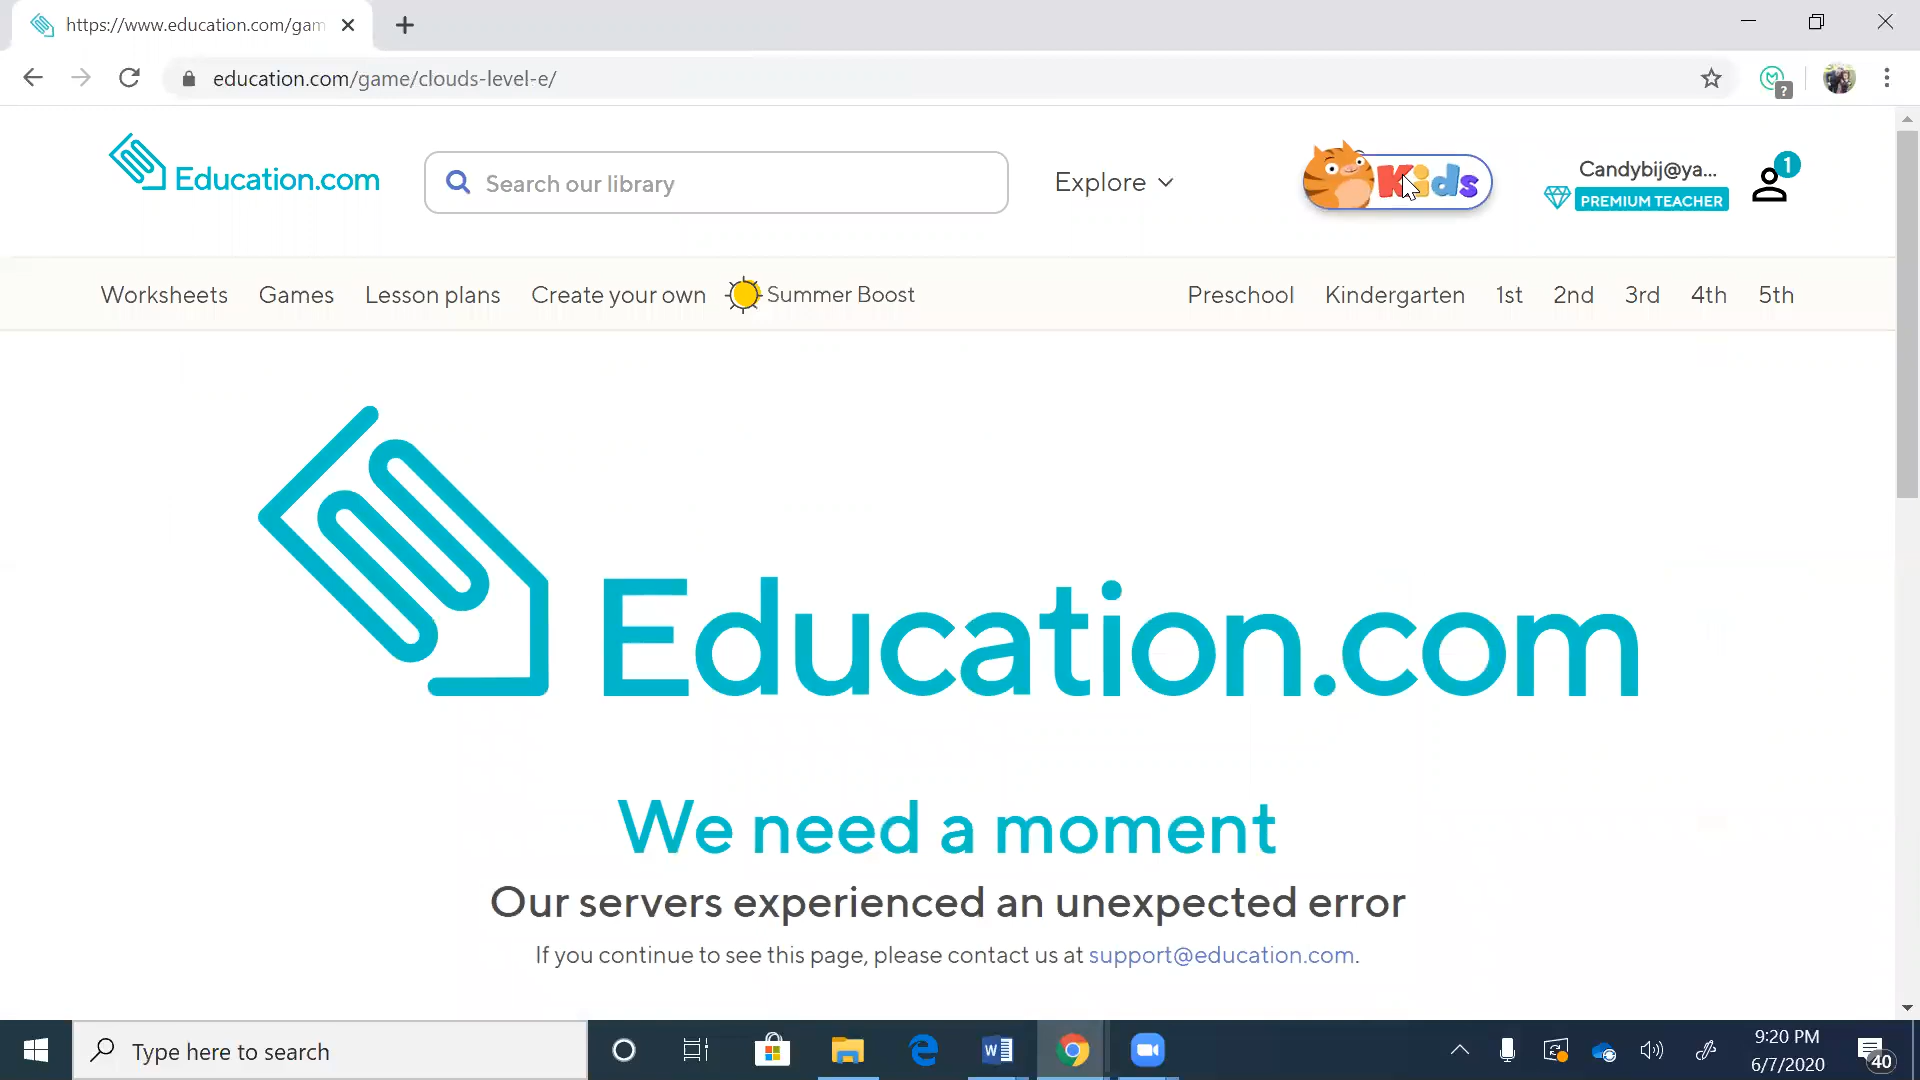 https://www.education.com/gam
education.com/game/clouds-level-e/
?
Education.com
Search our library
Explore
Kids
Candybij@ya...
PREMIUM TEACHER
1
Worksheets Games Lesson plans Create your own Summer Boost Preschool Kindergarten 1st 2nd 3rd 4th 5th
Education.com
We need a moment
Our servers experienced an unexpected error
If you continue to see this page, please contact us at support@education.com.
Type here to search
9:20 PM
6/7/2020
40